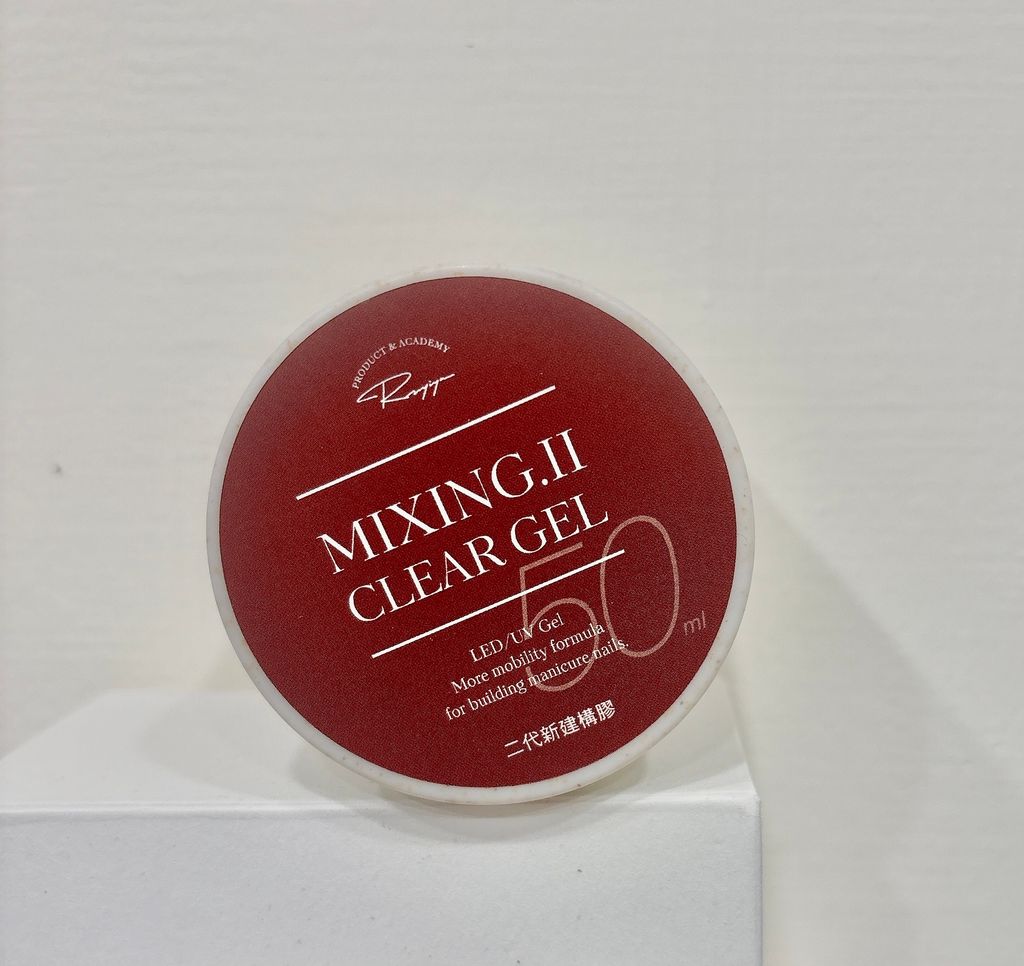 PRODUCT & ACADEMY
MIXING.II
CLEAR GEL
50 ml
LED/UV Gel
More mobility formula
for building manicure nails.
二代新建構膠